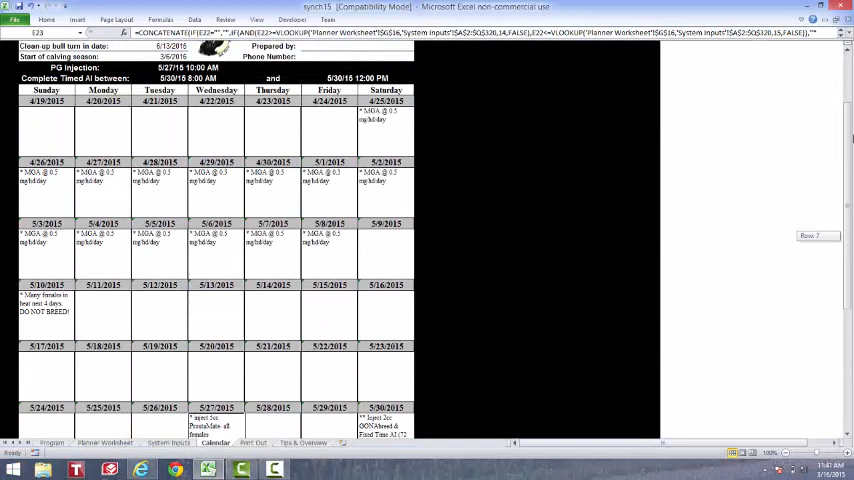 synch15 [Compatibility Mode] - Microsoft Excel non-commercial use
File Home Insert Page Layout Formulas Data Review View Developer Team
E23 =CONCATENATE(IF(E22="","",IF(AND(E22>=VLOOKUP('Planner Worksheet'!$G$16,'System Inputs'!$A$2:$Q$320,14,FALSE),E22<=VLOOKUP('Planner Worksheet'!$G$16,'System Inputs'!$A$2:$Q$320,15,FALSE)),"*
Clean-up bull turn in date: 6/13/2015 Prepared by:
Start of calving season: 3/6/2016 Phone Number:
PG Injection: 5/27/15 10:00 AM
Complete Timed AI between: 5/30/15 8:00 AM and 5/30/15 12:00 PM
Sunday Monday Tuesday Wednesday Thursday Friday Saturday
4/19/2015 4/20/2015 4/21/2015 4/22/2015 4/23/2015 4/24/2015 4/25/2015
* MGA @ 0.5
mg/hd/day
4/26/2015 4/27/2015 4/28/2015 4/29/2015 4/30/2015 5/1/2015 5/2/2015
* MGA @ 0.5 * MGA @ 0.5 * MGA @ 0.5 * MGA @ 0.5 * MGA @ 0.5 * MGA @ 0.5 * MGA @ 0.5
mg/hd/day mg/hd/day mg/hd/day mg/hd/day mg/hd/day mg/hd/day mg/hd/day
5/3/2015 5/4/2015 5/5/2015 5/6/2015 5/7/2015 5/8/2015 5/9/2015
* MGA @ 0.5 * MGA @ 0.5 * MGA @ 0.5 * MGA @ 0.5 * MGA @ 0.5 * MGA @ 0.5
mg/hd/day mg/hd/day mg/hd/day mg/hd/day mg/hd/day mg/hd/day
Row: 7
5/10/2015 5/11/2015 5/12/2015 5/13/2015 5/14/2015 5/15/2015 5/16/2015
* Many females in
heat next 4 days.
DO NOT BREED!
5/17/2015 5/18/2015 5/19/2015 5/20/2015 5/21/2015 5/22/2015 5/23/2015
5/24/2015 5/25/2015 5/26/2015 5/27/2015 5/28/2015 5/29/2015 5/30/2015
* inject 5cc ** Inject 2cc
ProstaMate- all GONAbreed &
females Fixed Time AI (72
Program Planner Worksheet System Inputs Calendar Print Out Tips & Overview
Ready 100%
11:41 AM
3/16/2015